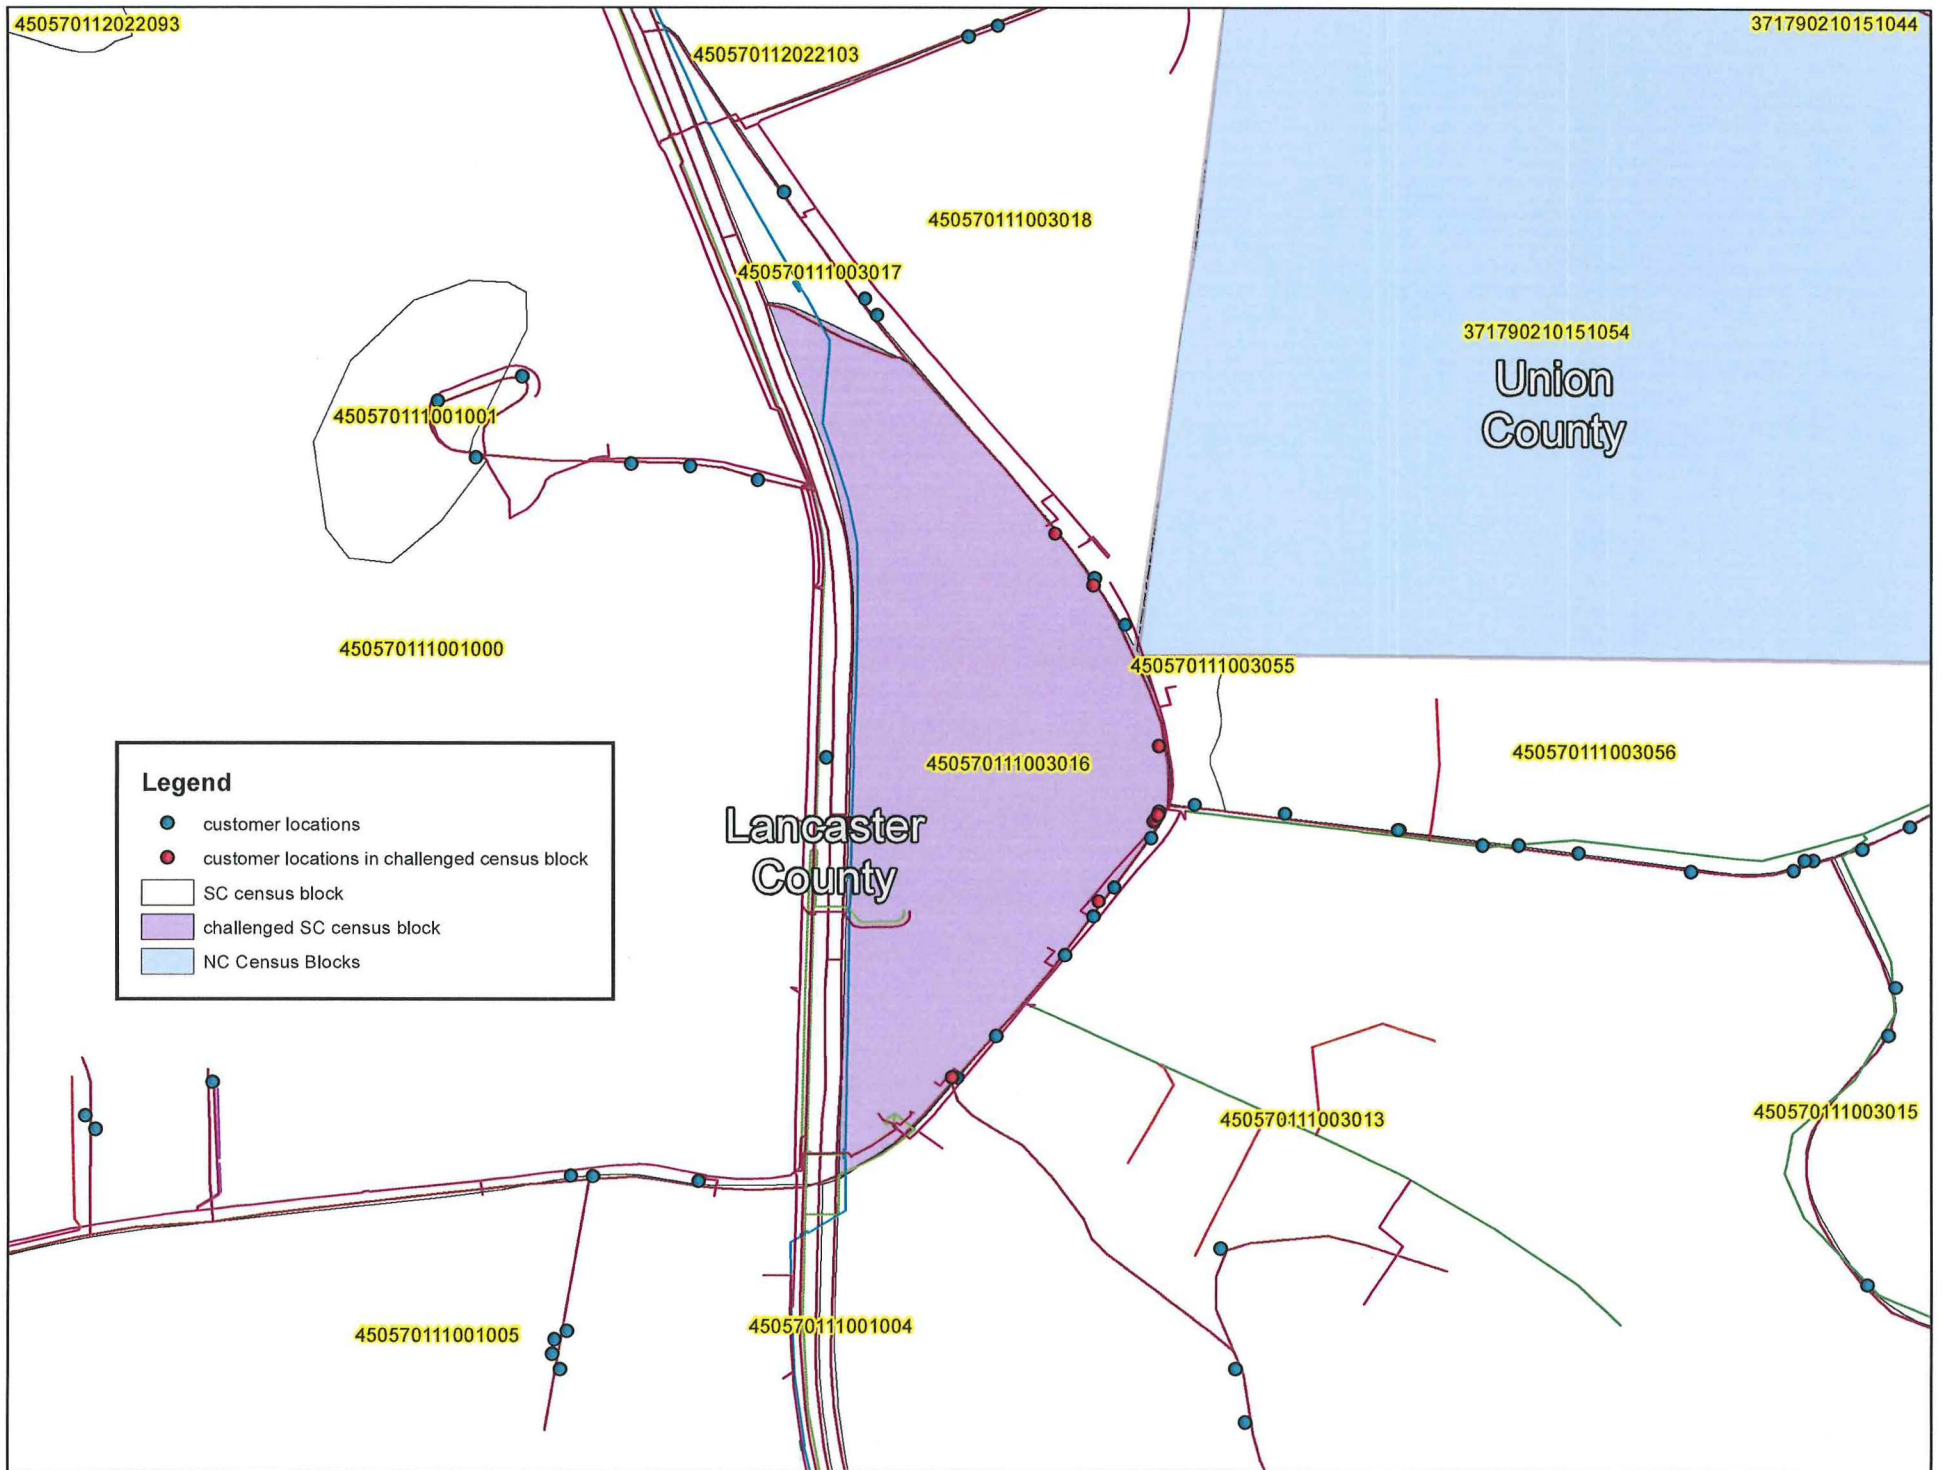 450570112022093
371790210151044
450570112022103
450570111003018
450570111003017
371790210151054
Union
County
450570111001001
450570111001000
450570111003055
450570111003056
450570111003016
Lancaster
County
Legend
customer locations
customer locations in challenged census block
SC census block
challenged SC census block
NC Census Blocks
450570111003013
450570111003015
450570111001005
450570111001004